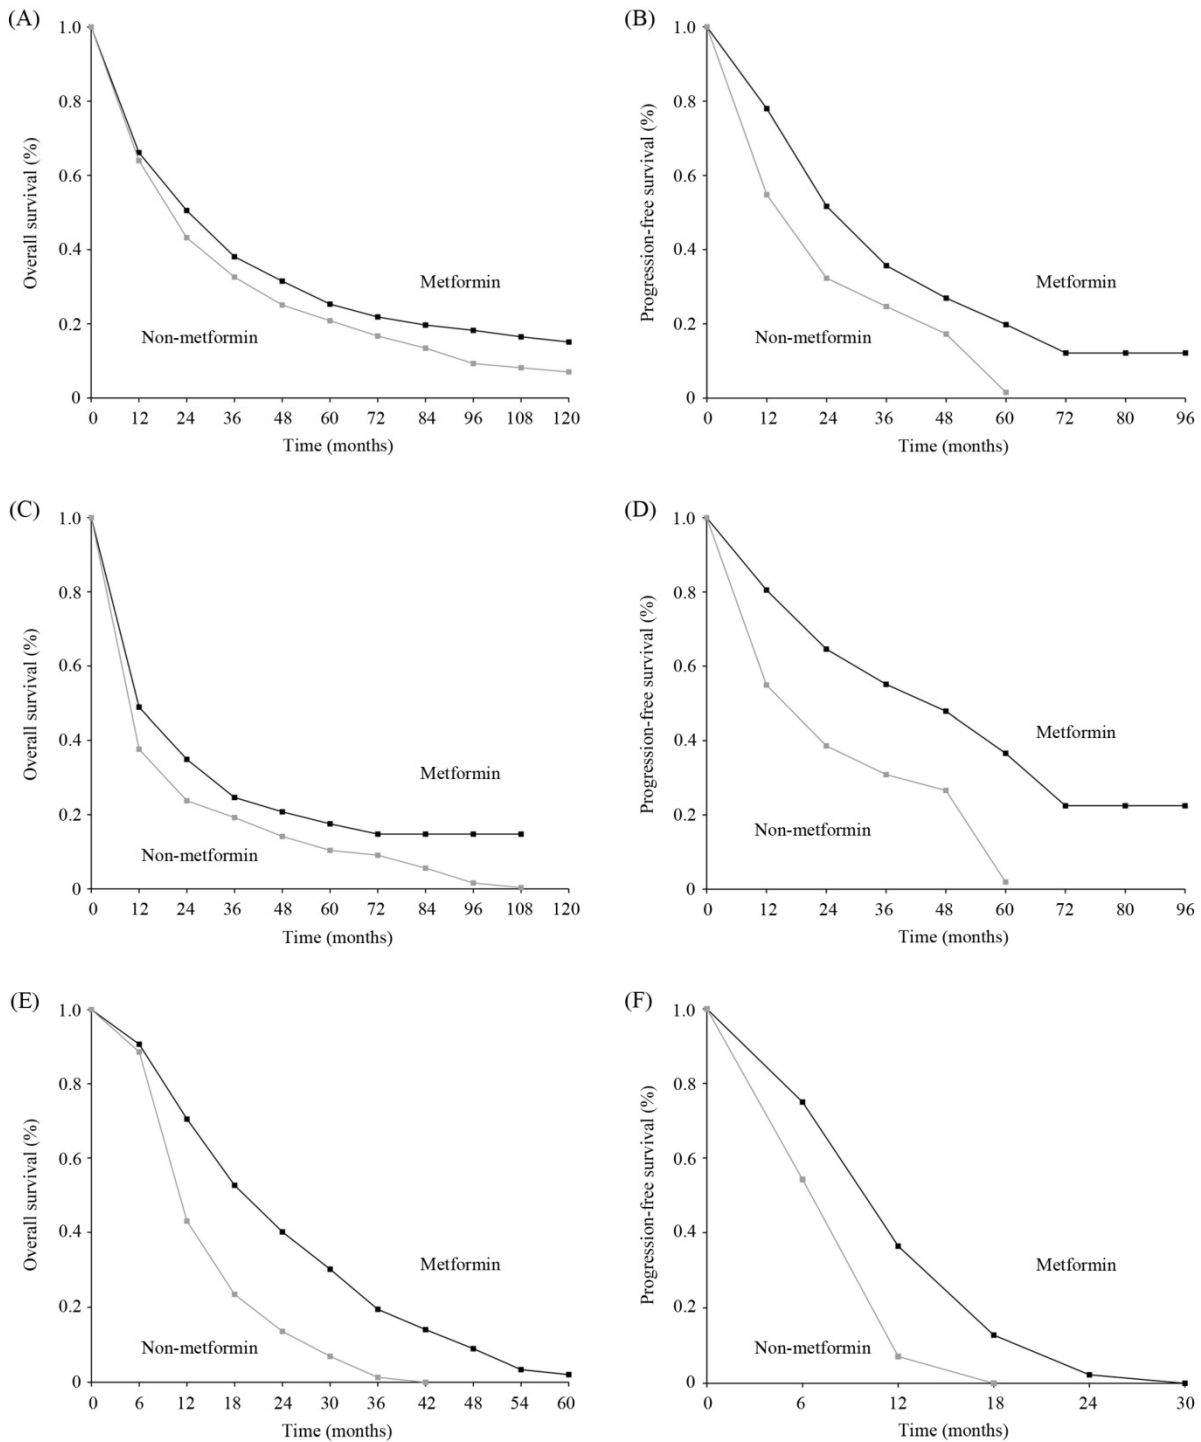 (A)
Overall survival (%)
1.0
0.8
0.6
0.4
0.2
0
Metformin
Non-metformin
0 12 24 36 48 60 72 84 96 108 120
Time (months)
(B)
Progression-free survival (%)
1.0
0.8
0.6
0.4
0.2
0
Metformin
Non-metformin
0 12 24 36 48 60 72 80 96
Time (months)
(C)
Overall survival (%)
1.0
0.8
0.6
0.4
0.2
0
Metformin
Non-metformin
0 12 24 36 48 60 72 84 96 108 120
Time (months)
(D)
Progression-free survival (%)
1.0
0.8
0.6
0.4
0.2
0
Metformin
Non-metformin
0 12 24 36 48 60 72 80 96
Time (months)
(E)
Overall survival (%)
1.0
0.8
0.6
0.4
0.2
0
Metformin
Non-metformin
0 6 12 18 24 30 36 42 48 54 60
Time (months)
(F)
Progression-free survival (%)
1.0
0.8
0.6
0.4
0.2
0
Metformin
Non-metformin
0 6 12 18 24 30
Time (months)